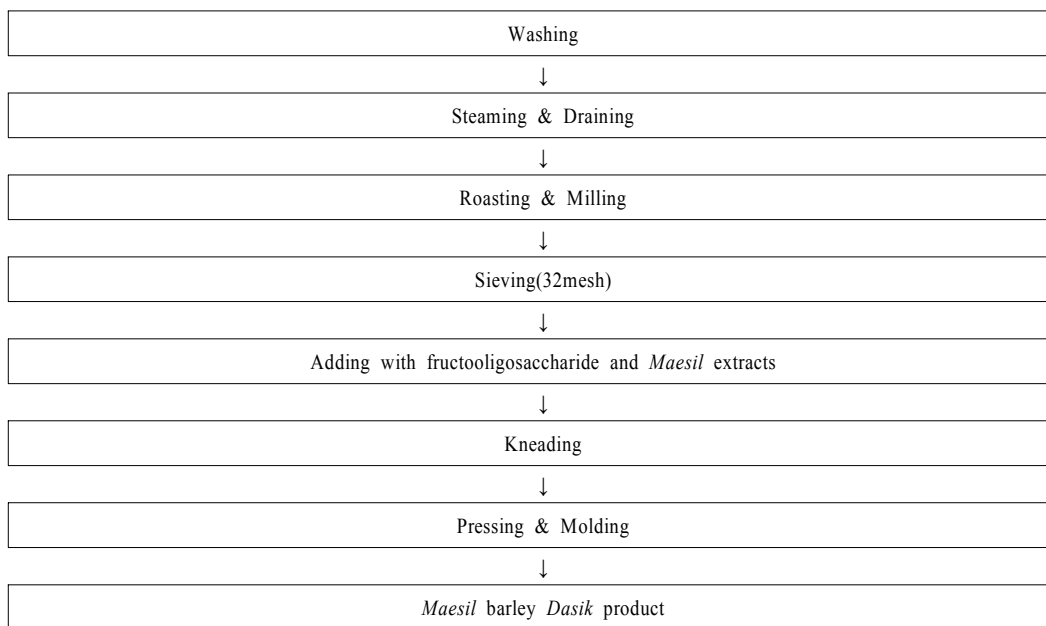 Washing
↓
Steaming & Draining
↓
Roasting & Milling
↓
Sieving(32mesh)
↓
Adding with fructooligosaccharide and Maesil extracts
↓
Kneading
↓
Pressing & Molding
↓
Maesil barley Dasik product